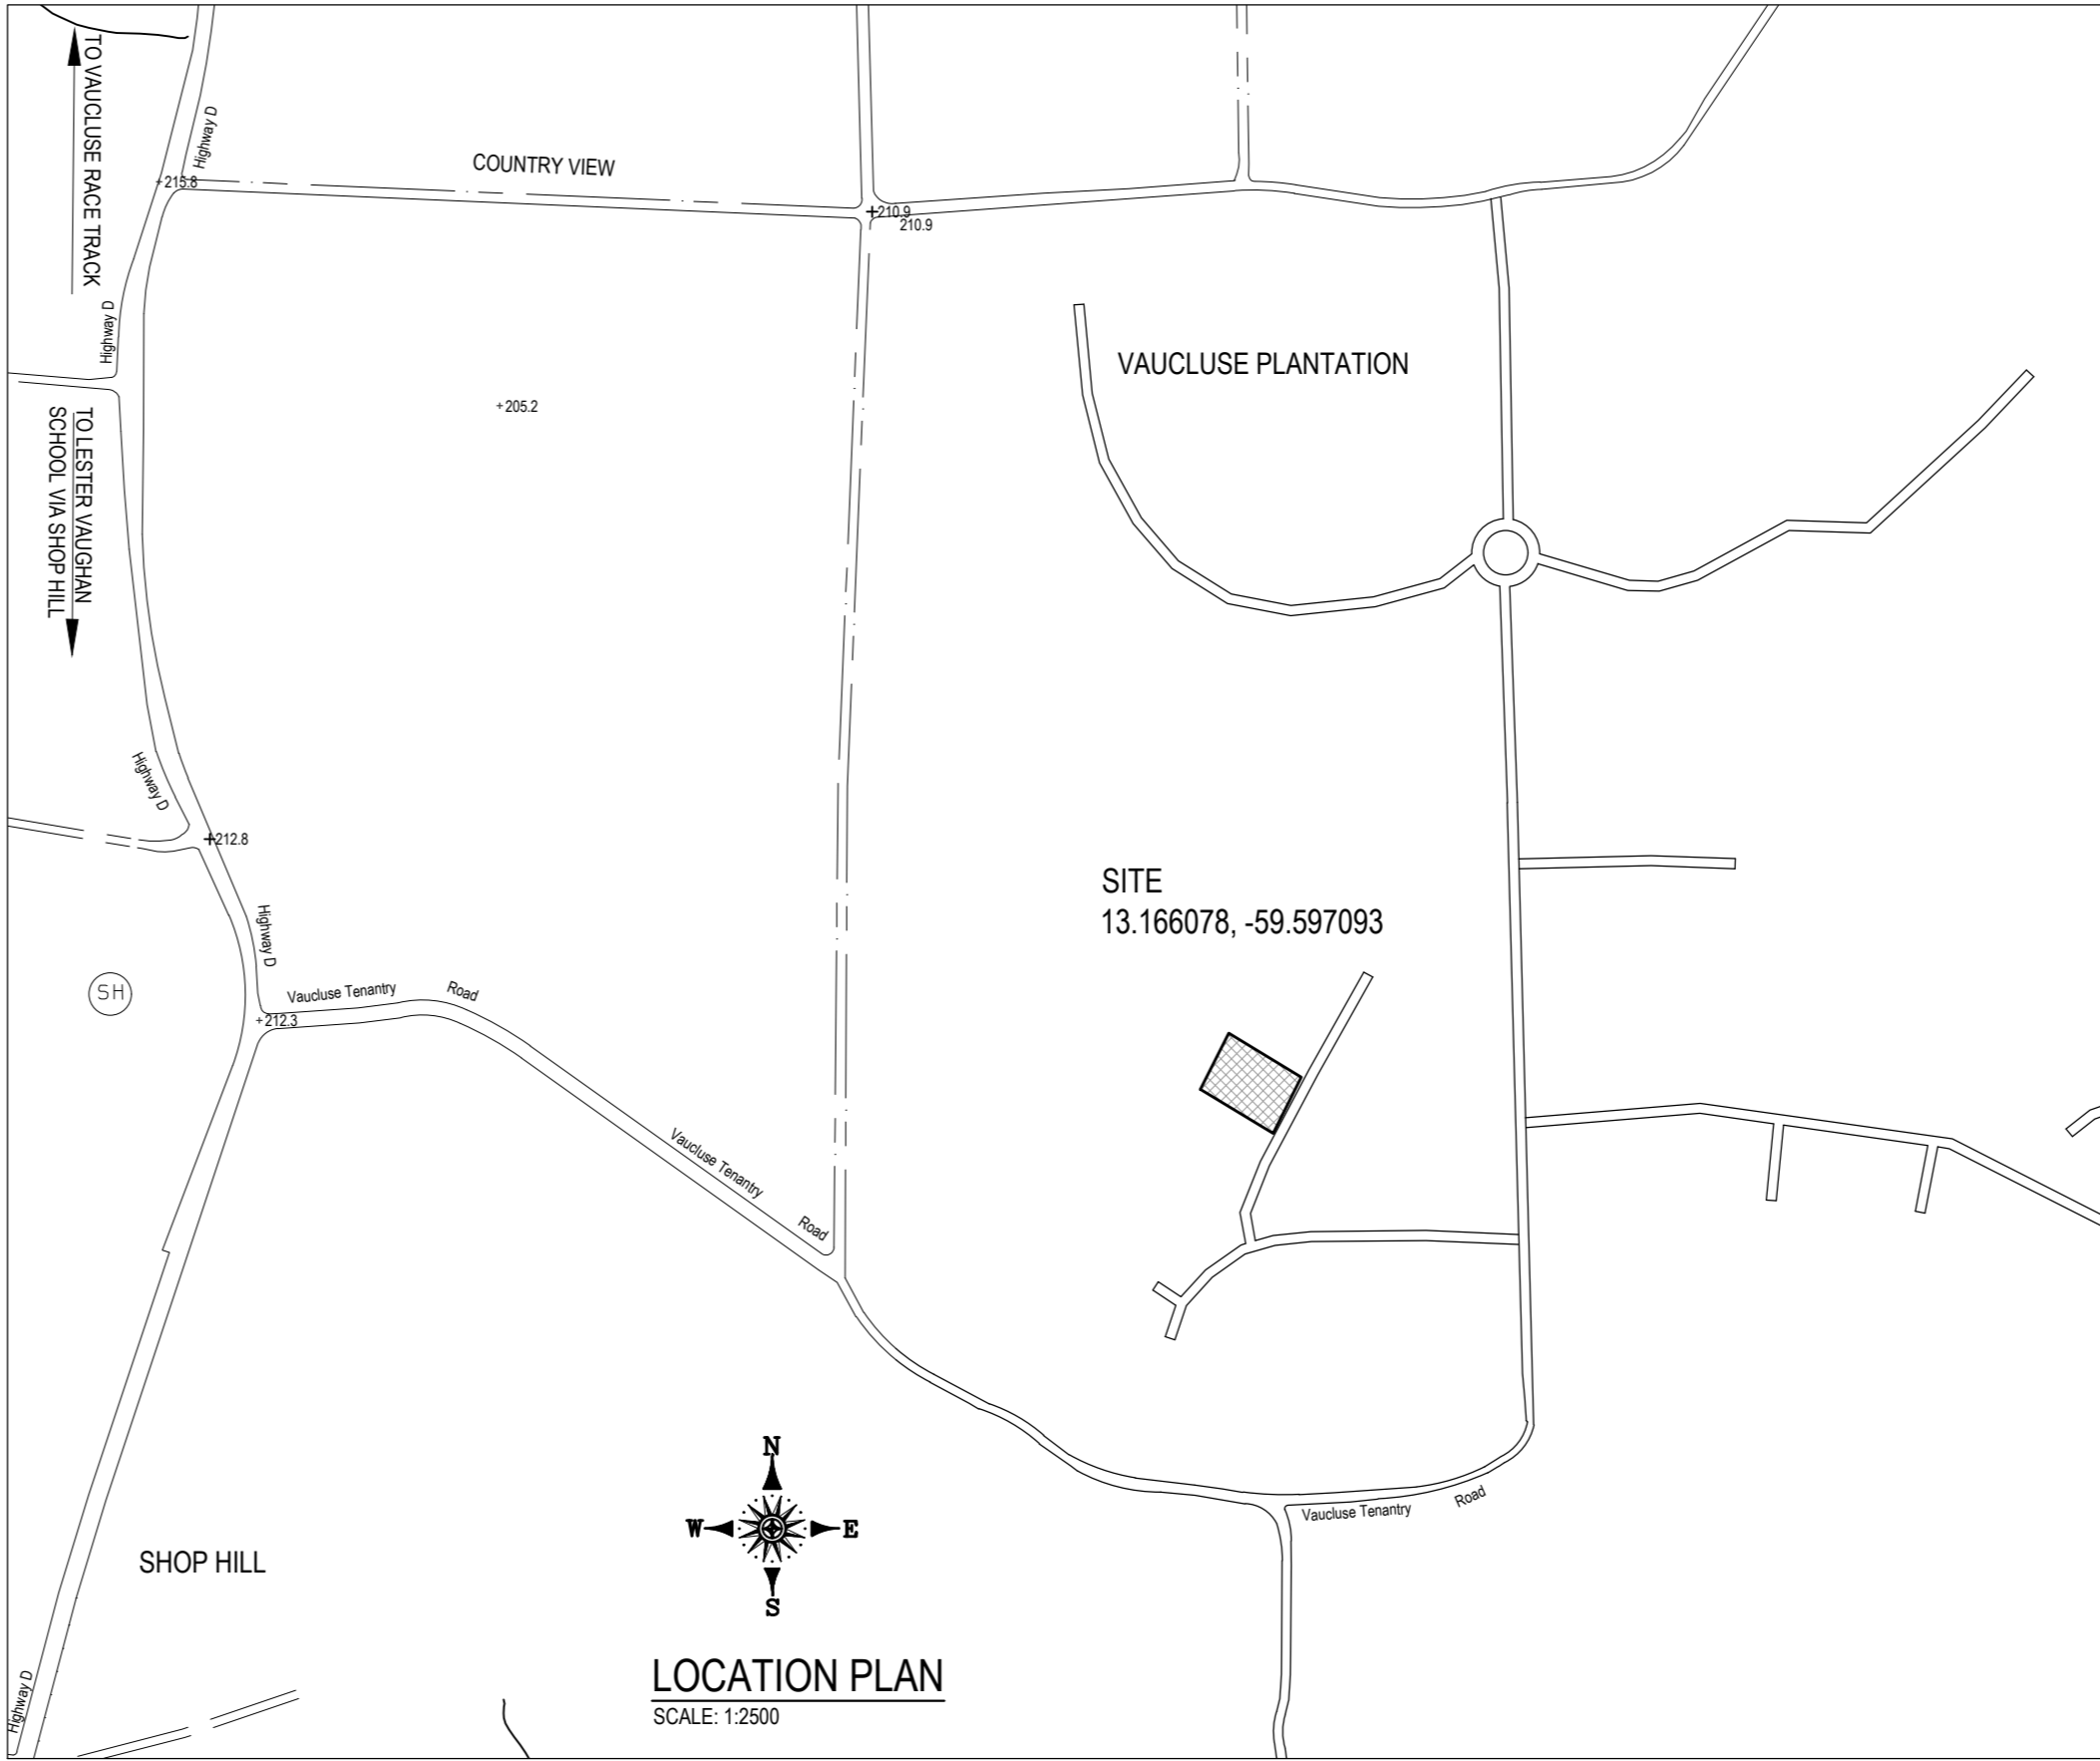 TO VAUCLUSE RACE TRACK
Highway D
COUNTRY VIEW
+215.8
+210.9
210.9
Highway D
VAUCLUSE PLANTATION
+205.2
TO LESTER VAUGHAN
SCHOOL VIA SHOP HILL
Highway D
+212.8
SITE
13.166078, -59.597093
Highway D
SH
Vaucluse Tenantry Road
+212.3
Vaucluse Tenantry Road
N
W E
S
Vaucluse Tenantry Road
SHOP HILL
LOCATION PLAN
SCALE: 1:2500
Highway D